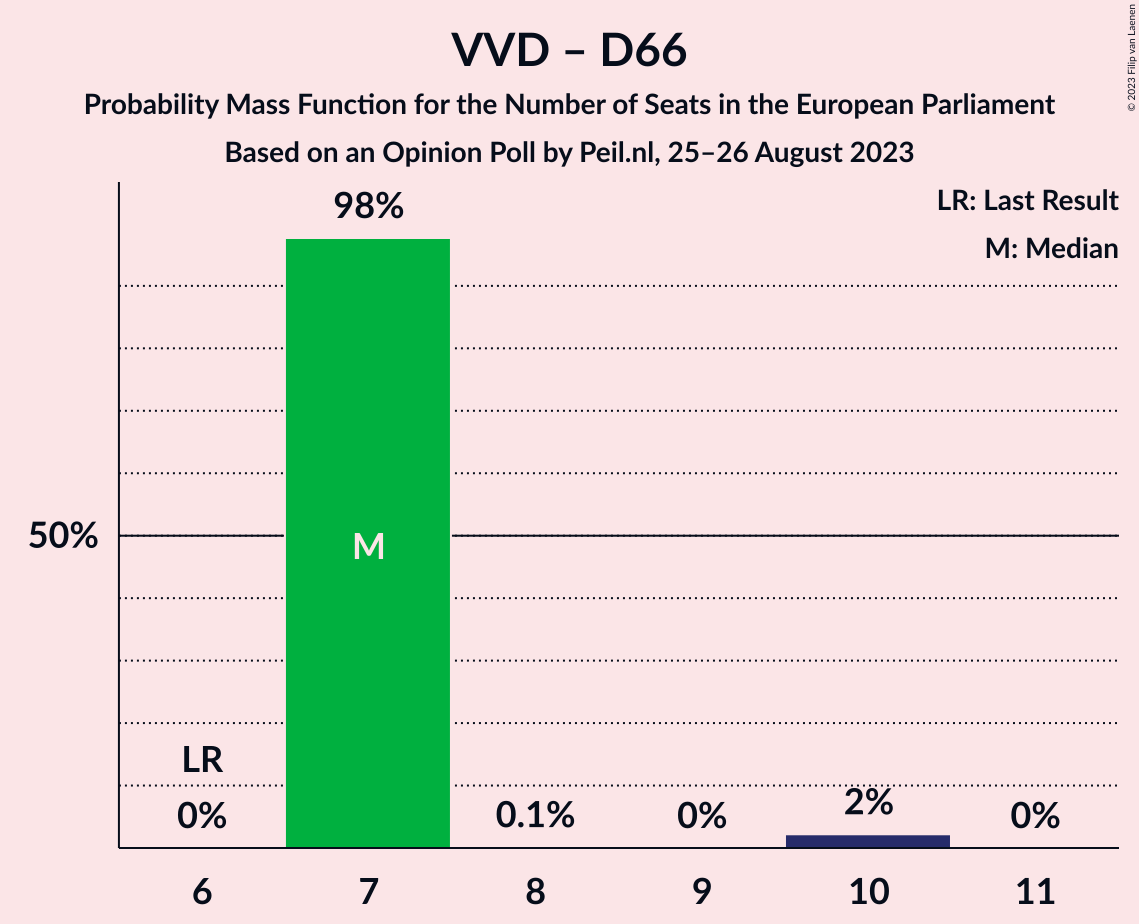 VVD – D66
Probability Mass Function for the Number of Seats in the European Parliament
Based on an Opinion Poll by Peil.nl, 25–26 August 2023
© 2023 Filip van Laenen
LR: Last Result
M: Median
98%
50%
M
LR
0%
0.1%
0%
2%
0%
6 7 8 9 10 11